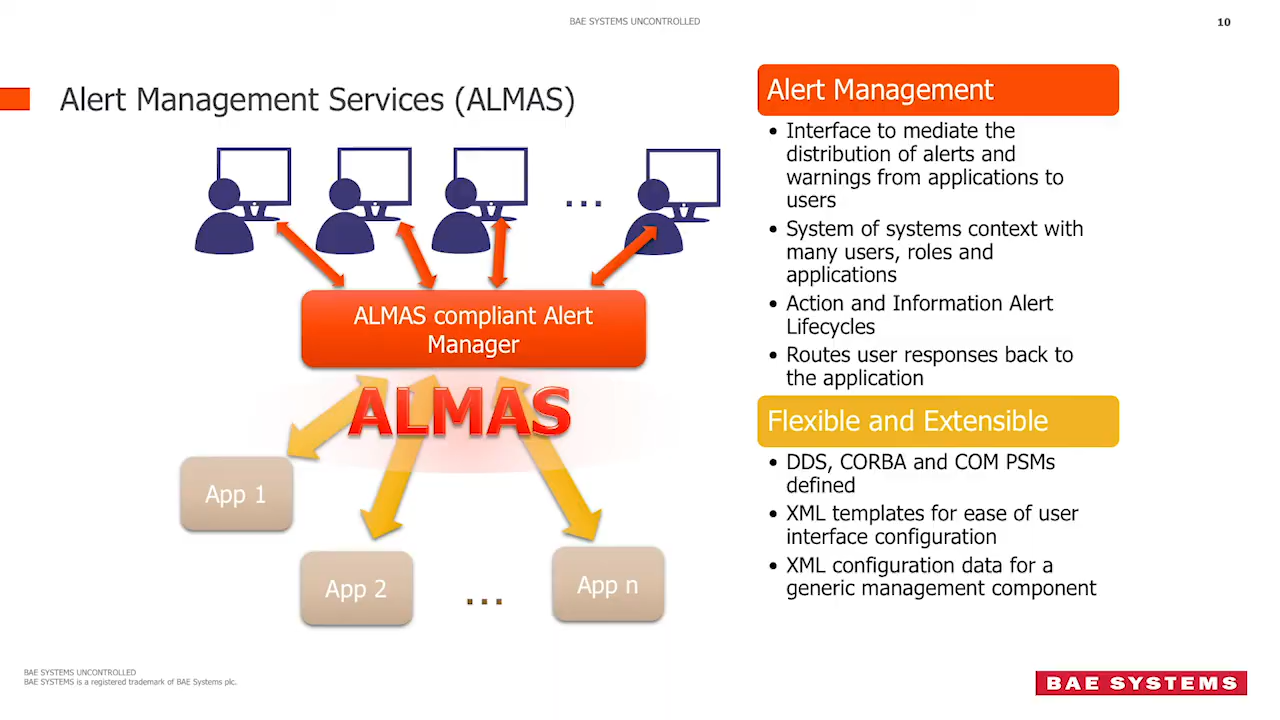 BAE SYSTEMS UNCONTROLLED
10
Alert Management Services (ALMAS)
...
ALMAS compliant Alert
Manager
ALMAS
App 1
App 2
...
App n
Alert Management
• Interface to mediate the
distribution of alerts and
warnings from applications to
users
• System of systems context with
many users, roles and
applications
• Action and Information Alert
Lifecycles
• Routes user responses back to
the application
Flexible and Extensible
• DDS, CORBA and COM PSMs
defined
• XML templates for ease of user
interface configuration
• XML configuration data for a
generic management component
BAE SYSTEMS UNCONTROLLED
BAE SYSTEMS is a registered trademark of BAE Systems plc.
BAE SYSTEMS